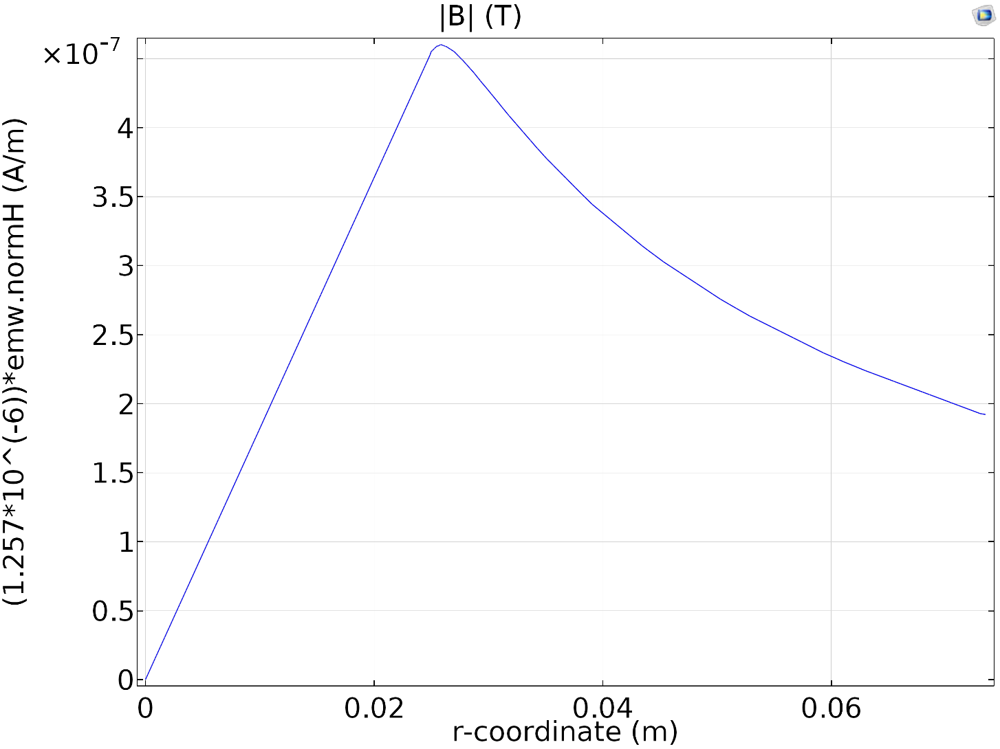 |B| (T)
×10⁻⁷
4
3.5
3
2.5
2
1.5
1
0.5
0
(1.257*10^(-6))*emw.normH (A/m)
0 0.02 0.04 0.06
r-coordinate (m)